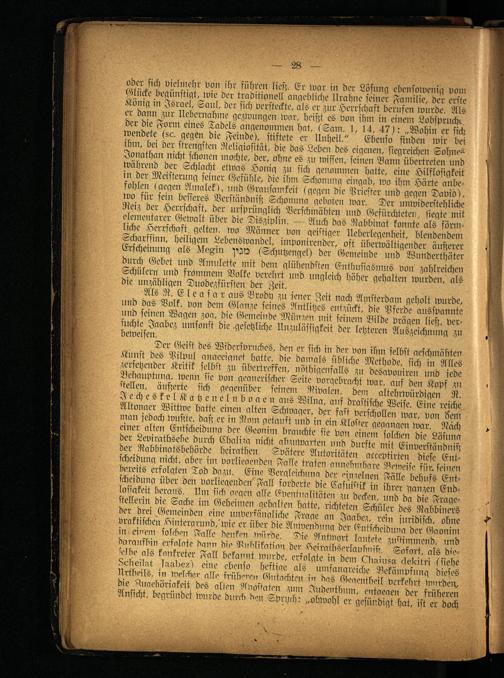 — 28 —
oder sich vielmehr von ihr führen ließ. Er war in der Lösung ebensowenig vom
Glücke begünstigt, wie der traditionell angebliche Urahne seiner Familie, der erste
König in Israel, Saul, der sich versteckte, als er zur Herrschaft berufen wurde. Als
er dann zur Uebernahme gezwungen war, heißt es von ihm in einem Lobspruch,
der die Form eines Tadels angenommen hat, (Sam. 1, 14, 47): „Wohin er sich
wendete (sc. gegen die Feinde), stiftete er Unheil.“ Ebenso finden wir bei
ihm, bei der strengsten Religiosität, die das Leben des eigenen, siegreichen Sohnes
Jonathan nicht schonen mochte, der, ohne es zu wissen, seinen Bann übertreten und
während der Schlacht etwas Honig zu sich genommen hatte, eine Hilflosigkeit
in der Meisterung seiner Gefühle, die ihm Schonung eingab, wo ihm Härte anbe-
fohlen (gegen Amalek), und Grausamkeit (gegen die Priester und gegen David),
wo für sein besseres Verständniß Schonung geboten war. Der unwiderstehliche
Reiz der Herrschaft, der ursprünglich Verschmähten und Gefürchteten, siegte mit
elementarer Gewalt über die Disziplin. — Auch das Rabbinat konnte als förm-
liche Herrschaft gelten, wo Männer von geistiger Ueberlegenheit, blendendem
Scharfsinn, heiligem Lebenswandel, imponirender, oft überwältigender äußerer
Erscheinung als Megin מגין (Schutzengel) der Gemeinde und Wunderthäter
durch Gebet und Amulette mit dem glühendsten Enthusiasmus von zahlreichen
Schülern und frommem Volke verehrt und ungleich höher gehalten wurden, als
die unzähligen Duodezfürsten der Zeit.
Als R. Eleasar aus Brody zu jener Zeit nach Amsterdam geholt wurde,
und das Volk, von dem Glanze seines Antlitzes entzückt, die Pferde ausspannte
und seinen Wagen zog, die Gemeinde Münzen mit seinem Bilde prägen ließ, ver-
suchte Jaabez umsonst die gesetzliche Unzulässigkeit der letzteren Auszeichnung zu
beweisen.
Der Geist des Widerspruches, den er sich in der von ihm selbst geschmähten
Kunst des Pilpul angeeignet hatte, die damals übliche Methode, sich in Alles
zersetzender Kritik selbst zu übertreffen, nöthigenfalls zu desavouiren und jede
Behauptung, wenn sie von gegnerischer Seite vorgebracht war, auf den Kopf zu
stellen, äußerte sich gegenüber seinem Rivalen, dem altehrwürdigen R.
Jecheskel Katzenelnbogen aus Wilna, auf drastische Weise. Eine reiche
Altonaer Wittwe hatte einen alten Schwager, der fast verschollen war, von dem
man jedoch wußte, daß er in Rom getauft und in ein Kloster gegangen war. Nach
einer alten Entscheidung der Geonim brauchte sie von einem solchen die Lösung
der Levirathsehe durch Chaliza nicht abzuwarten und durfte mit Einverständniß
der Rabbinatsbehörde heirathen. Spätere Autoritäten acceptirten diese Ent-
scheidung nicht, aber im vorliegenden Falle traten annehmbare Beweise für seinen
bereits erfolgten Tod dazu. Eine Vergleichung der einzelnen Fälle behufs Ent-
scheidung über den vorliegenden Fall forderte die Casuistik in ihrer ganzen End-
losigkeit heraus. Um sich gegen alle Eventualitäten zu decken, und da die Frage-
stellerin die Sache im Geheimen gehalten hatte, richteten Schüler des Rabbiners
der drei Gemeinden eine unverfängliche Frage an Jaabez, rein juridisch, ohne
praktischen Hintergrund, wie er über die Anwendung der Entscheidung der Geonim
in einem solchen Falle denken würde. Die Antwort lautete zustimmend, und
daraufhin erfolgte dann die Publikation der Heirathserlaubniß. Sofort, als die-
selbe als konkreter Fall bekannt wurde, erfolgte in dem Chainsa dekitri (siehe
Scheilat Jaabez) eine ebenso heftige als umfangreiche Bekämpfung dieses
Urtheils, in welcher alle früheren Gutachten in das Gegentheil verkehrt wurden,
die Zugehörigkeit des alten Apostaten zum Judenthum, entgegen der früheren
Ansicht, begründet wurde durch den Spruch: „obwohl er gesündigt hat, ist er doch